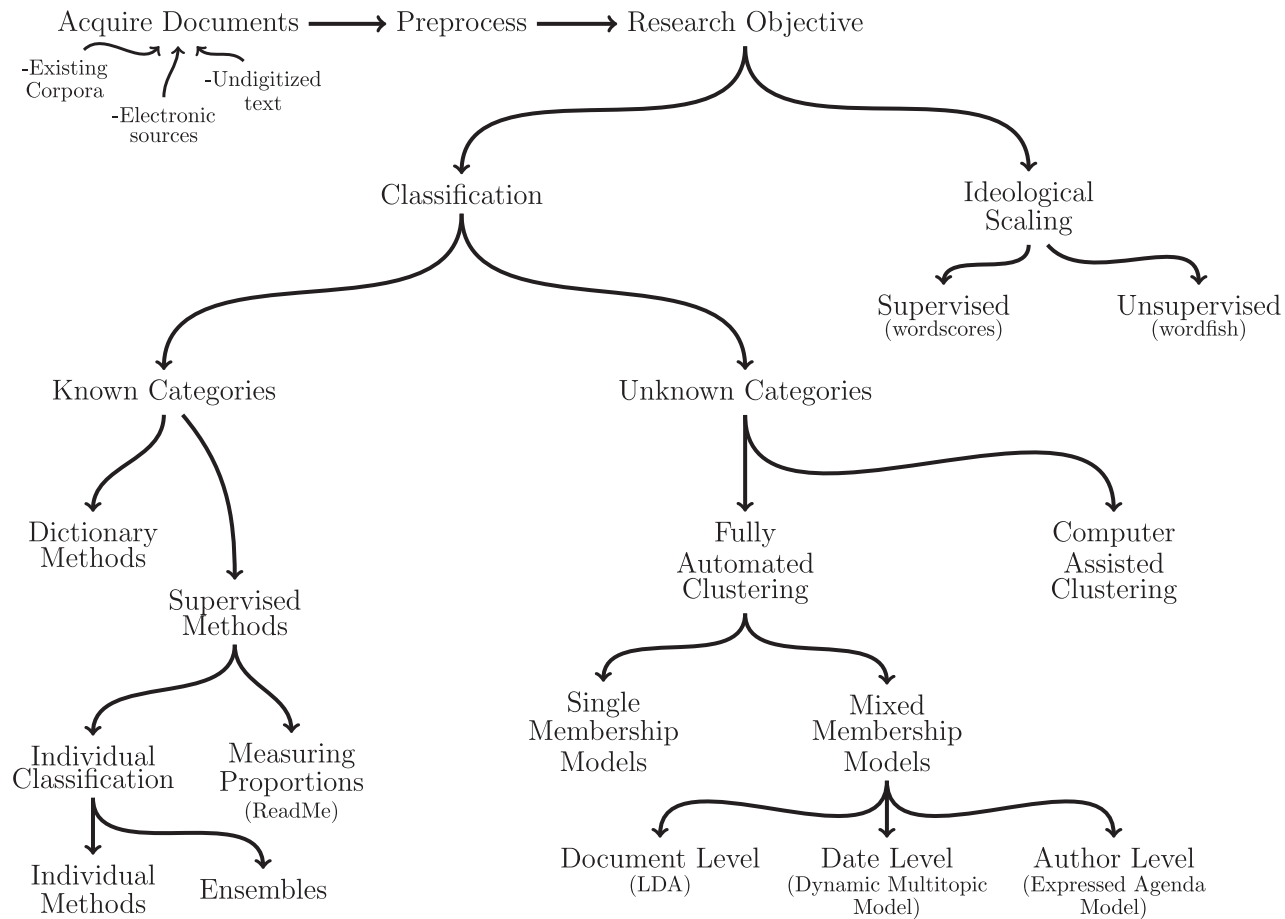 Acquire Documents
Preprocess
Research Objective
-Existing
Corpora
-Electronic
sources
-Undigitized
text
Classification
Ideological
Scaling
Supervised
(wordscores)
Unsupervised
(wordfish)
Known Categories
Unknown Categories
Dictionary
Methods
Supervised
Methods
Fully
Automated
Clustering
Computer
Assisted
Clustering
Individual
Classification
Measuring
Proportions
(ReadMe)
Single
Membership
Models
Mixed
Membership
Models
Individual
Methods
Ensembles
Document Level
(LDA)
Date Level
(Dynamic Multitopic
Model)
Author Level
(Expressed Agenda
Model)